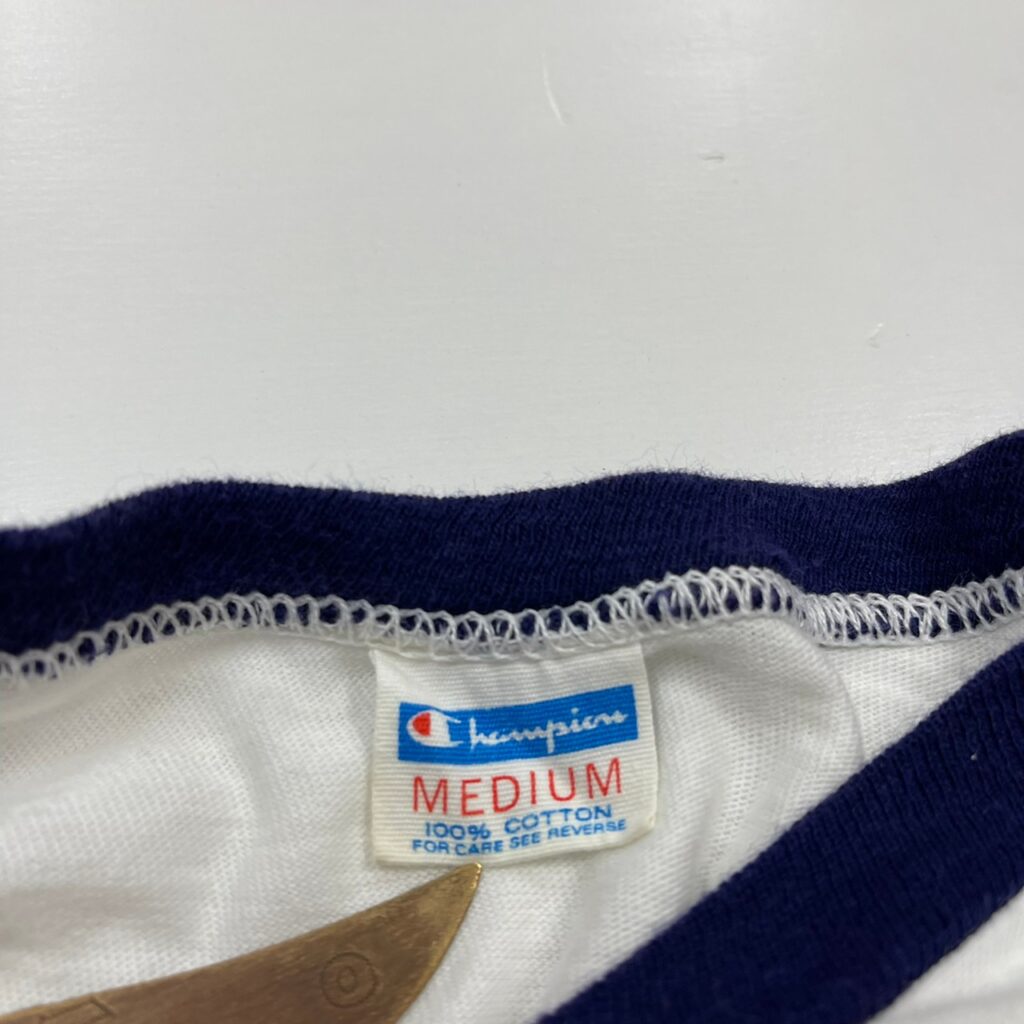 Champion
MEDIUM
100% COTTON
FOR CARE SEE REVERSE